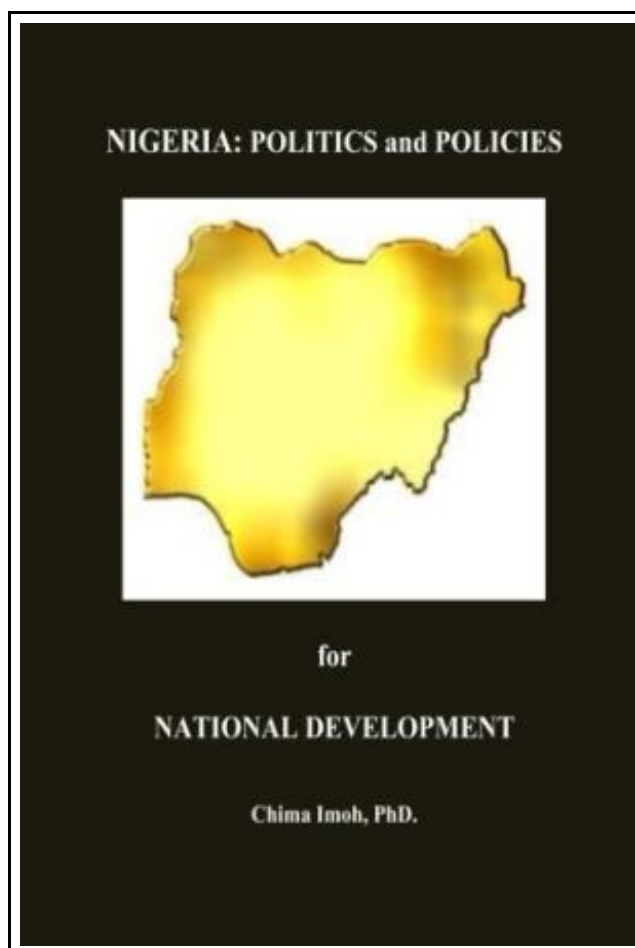 NIGERIA: POLITICS and POLICIES
for
NATIONAL DEVELOPMENT
Chima Imoh, PhD.